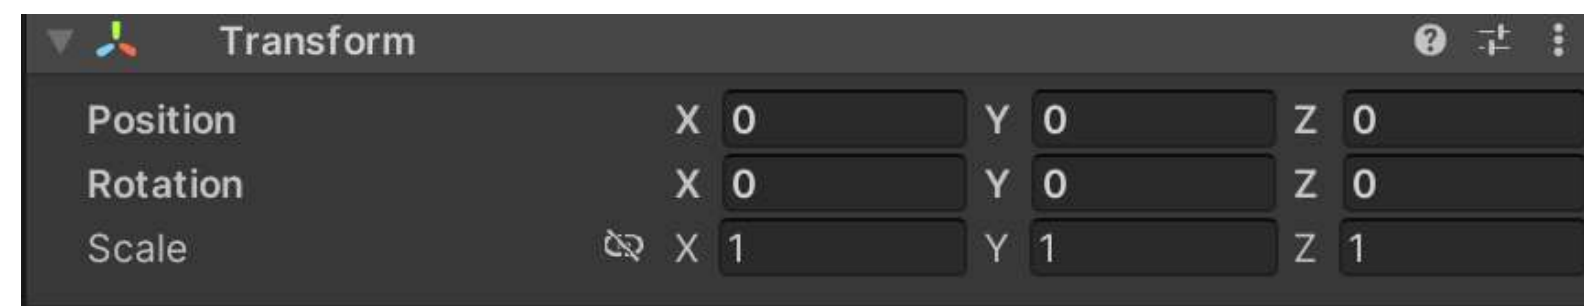 Transform
Position X 0 Y 0 Z 0
Rotation X 0 Y 0 Z 0
Scale X 1 Y 1 Z 1